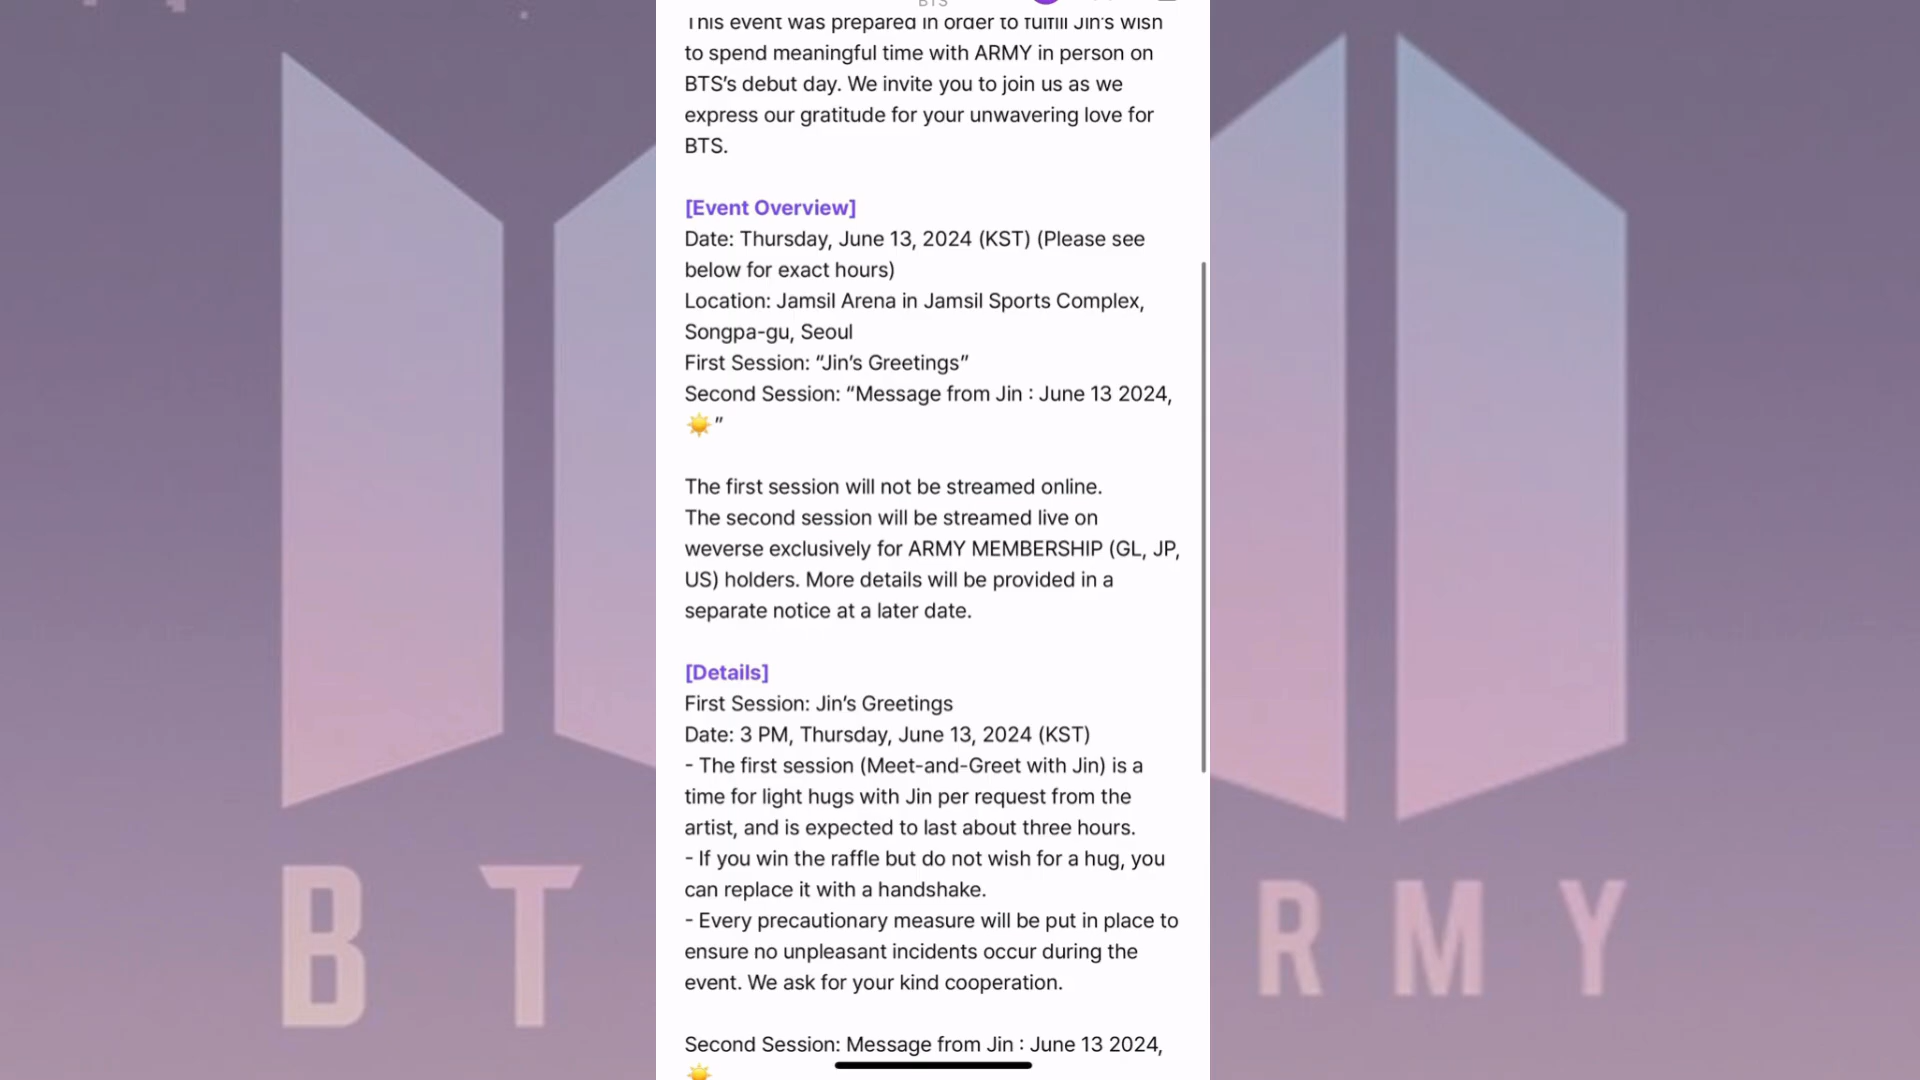 BTS
This event was prepared in order to fulfill Jin's wish
to spend meaningful time with ARMY in person on
BTS's debut day. We invite you to join us as we
express our gratitude for your unwavering love for
BTS.
[Event Overview]
Date: Thursday, June 13, 2024 (KST) (Please see
below for exact hours)
Location: Jamsil Arena in Jamsil Sports Complex,
Songpa-gu, Seoul
First Session: “Jin’s Greetings”
Second Session: “Message from Jin : June 13 2024,
☀️”
The first session will not be streamed online.
The second session will be streamed live on
weverse exclusively for ARMY MEMBERSHIP (GL, JP,
US) holders. More details will be provided in a
separate notice at a later date.
[Details]
First Session: Jin’s Greetings
Date: 3 PM, Thursday, June 13, 2024 (KST)
- The first session (Meet-and-Greet with Jin) is a
time for light hugs with Jin per request from the
artist, and is expected to last about three hours.
- If you win the raffle but do not wish for a hug, you
can replace it with a handshake.
- Every precautionary measure will be put in place to
ensure no unpleasant incidents occur during the
event. We ask for your kind cooperation.
Second Session: Message from Jin : June 13 2024,
☀️
B T
R M Y